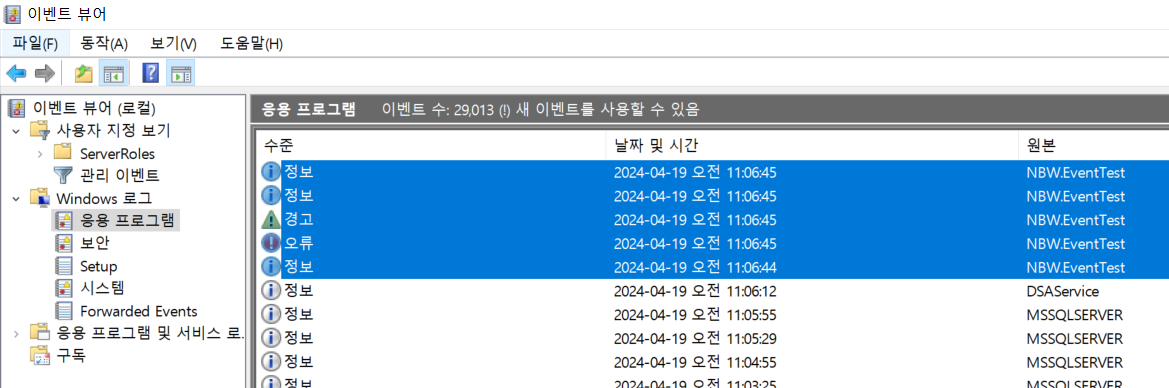 이벤트 뷰어
파일(F) 동작(A) 보기(V) 도움말(H)
이벤트 뷰어 (로컬)
사용자 지정 보기
ServerRoles
관리 이벤트
Windows 로그
응용 프로그램
보안
Setup
시스템
Forwarded Events
응용 프로그램 및 서비스 로..
구독
응용 프로그램 이벤트 수: 29,013 (!) 새 이벤트를 사용할 수 있음
수준 날짜 및 시간 원본
정보 2024-04-19 오전 11:06:45 NBW.EventTest
정보 2024-04-19 오전 11:06:45 NBW.EventTest
경고 2024-04-19 오전 11:06:45 NBW.EventTest
오류 2024-04-19 오전 11:06:45 NBW.EventTest
정보 2024-04-19 오전 11:06:44 NBW.EventTest
정보 2024-04-19 오전 11:06:12 DSAService
정보 2024-04-19 오전 11:05:55 MSSQLSERVER
정보 2024-04-19 오전 11:05:29 MSSQLSERVER
정보 2024-04-19 오전 11:04:55 MSSQLSERVER
정보 2024-04-19 오전 11:03:25 MSSQLSERVER